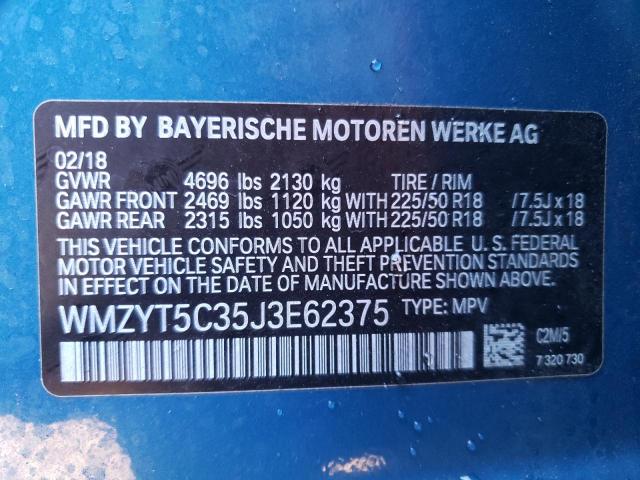 MFD BY BAYERISCHE MOTOREN WERKE AG
02/18
GVWR 4696 lbs 2130 kg TIRE / RIM
GAWR FRONT 2469 lbs 1120 kg WITH 225/50 R18 /7.5J x 18
GAWR REAR 2315 lbs 1050 kg WITH 225/50 R18 /7.5J x 18
THIS VEHICLE CONFORMS TO ALL APPLICABLE U. S. FEDERAL
MOTOR VEHICLE SAFETY AND THEFT PREVENTION STANDARDS
IN EFFECT ON THE DATE OF MANUFACTURE SHOWN ABOVE.
WMZYT5C35J3E62375 TYPE: MPV
C2M/5
7 320 730